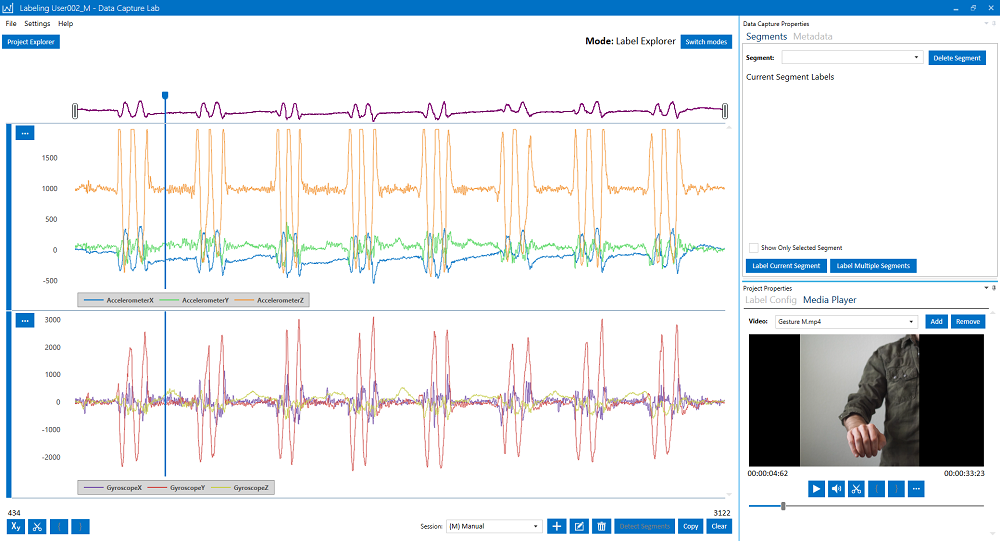 Labeling User002_M - Data Capture Lab
File Settings Help
Project Explorer
Mode: Label Explorer
Switch modes
1500
1000
500
0
-500
AccelerometerX AccelerometerY AccelerometerZ
3000
2000
1000
0
-1000
-2000
GyroscopeX GyroscopeY GyroscopeZ
434
3122
Xy
Session: (M) Manual
Detect Segments
Copy
Clear
Data Capture Properties
Segments Metadata
Segment:
Delete Segment
Current Segment Labels
Show Only Selected Segment
Label Current Segment
Label Multiple Segments
Project Properties
Label Config Media Player
Video: Gesture M.mp4
Add
Remove
00:00:04:62
00:00:33:23